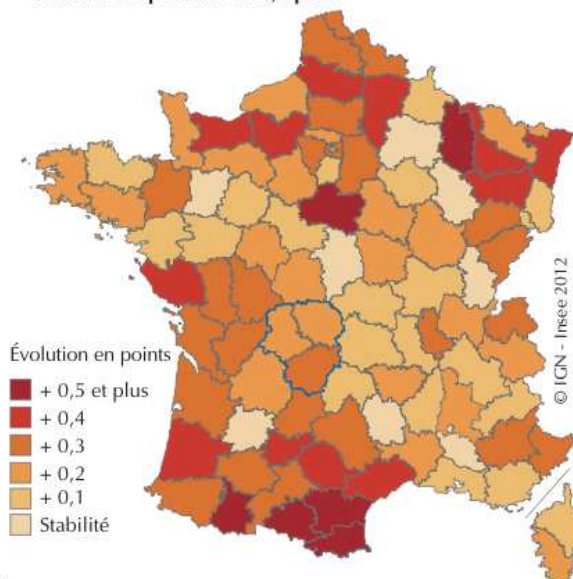 Évolution en points
+ 0,5 et plus
+ 0,4
+ 0,3
+ 0,2
+ 0,1
Stabilité
© IGN - Insee 2012